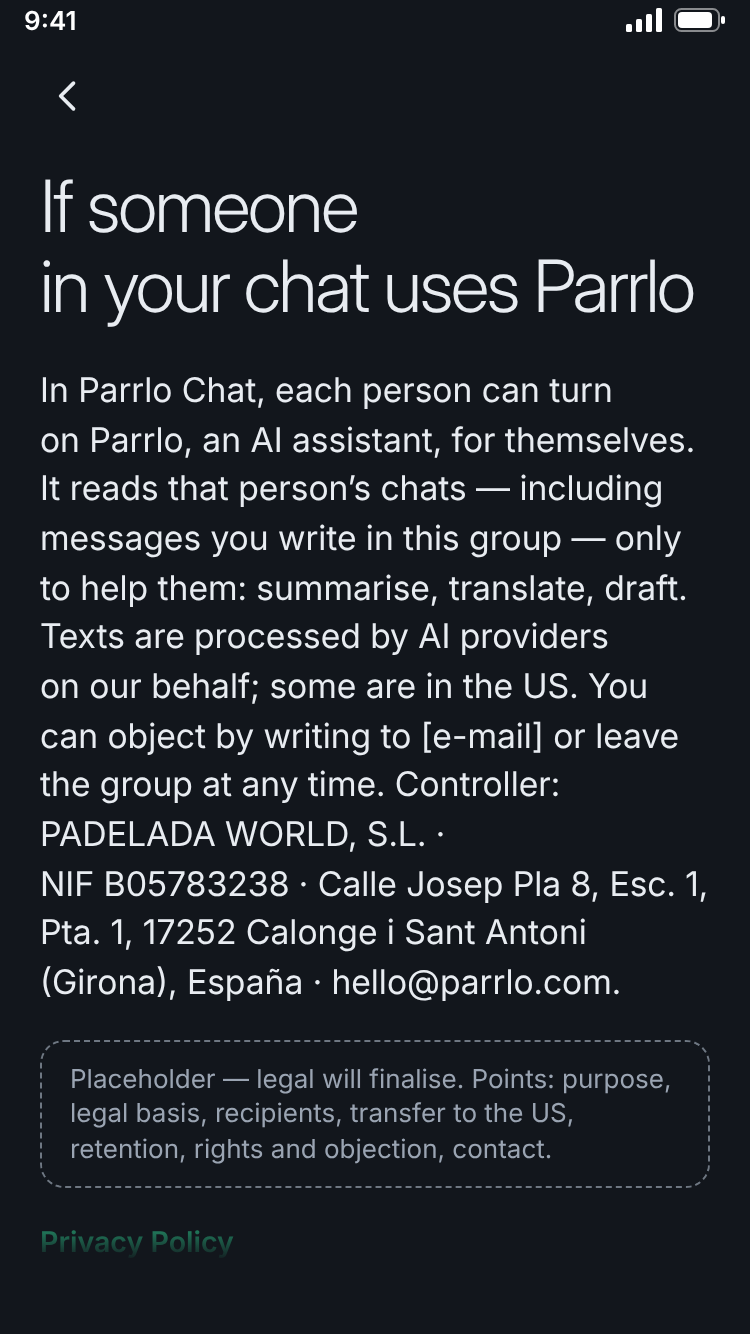 9:41
If someone
in your chat uses Parrlo
In Parrlo Chat, each person can turn
on Parrlo, an AI assistant, for themselves.
It reads that person’s chats — including
messages you write in this group — only
to help them: summarise, translate, draft.
Texts are processed by AI providers
on our behalf; some are in the US. You
can object by writing to [e-mail] or leave
the group at any time. Controller:
PADELADA WORLD, S.L. ·
NIF B05783238 · Calle Josep Pla 8, Esc. 1,
Pta. 1, 17252 Calonge i Sant Antoni
(Girona), España · hello@parrlo.com.
Placeholder — legal will finalise. Points: purpose,
legal basis, recipients, transfer to the US,
retention, rights and objection, contact.
Privacy Policy